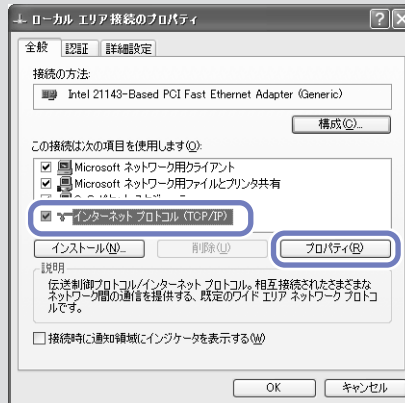 ローカル エリア接続のプロパティ
全般 認証 詳細設定
接続の方法:
Intel 21143-Based PCI Fast Ethernet Adapter (Generic)
構成(C)...
この接続は次の項目を使用します(O):
Microsoft ネットワーク用クライアント
Microsoft ネットワーク用ファイルとプリンタ共有
インターネット プロトコル (TCP/IP)
インストール(N)... 削除(U) プロパティ(R)
説明
伝送制御プロトコル/インターネット プロトコル。相互接続されたさまざまな
ネットワーク間の通信を提供する、既定のワイド エリア ネットワーク プロトコ
ルです。
接続時に通知領域にインジケータを表示する(W)
OK キャンセル